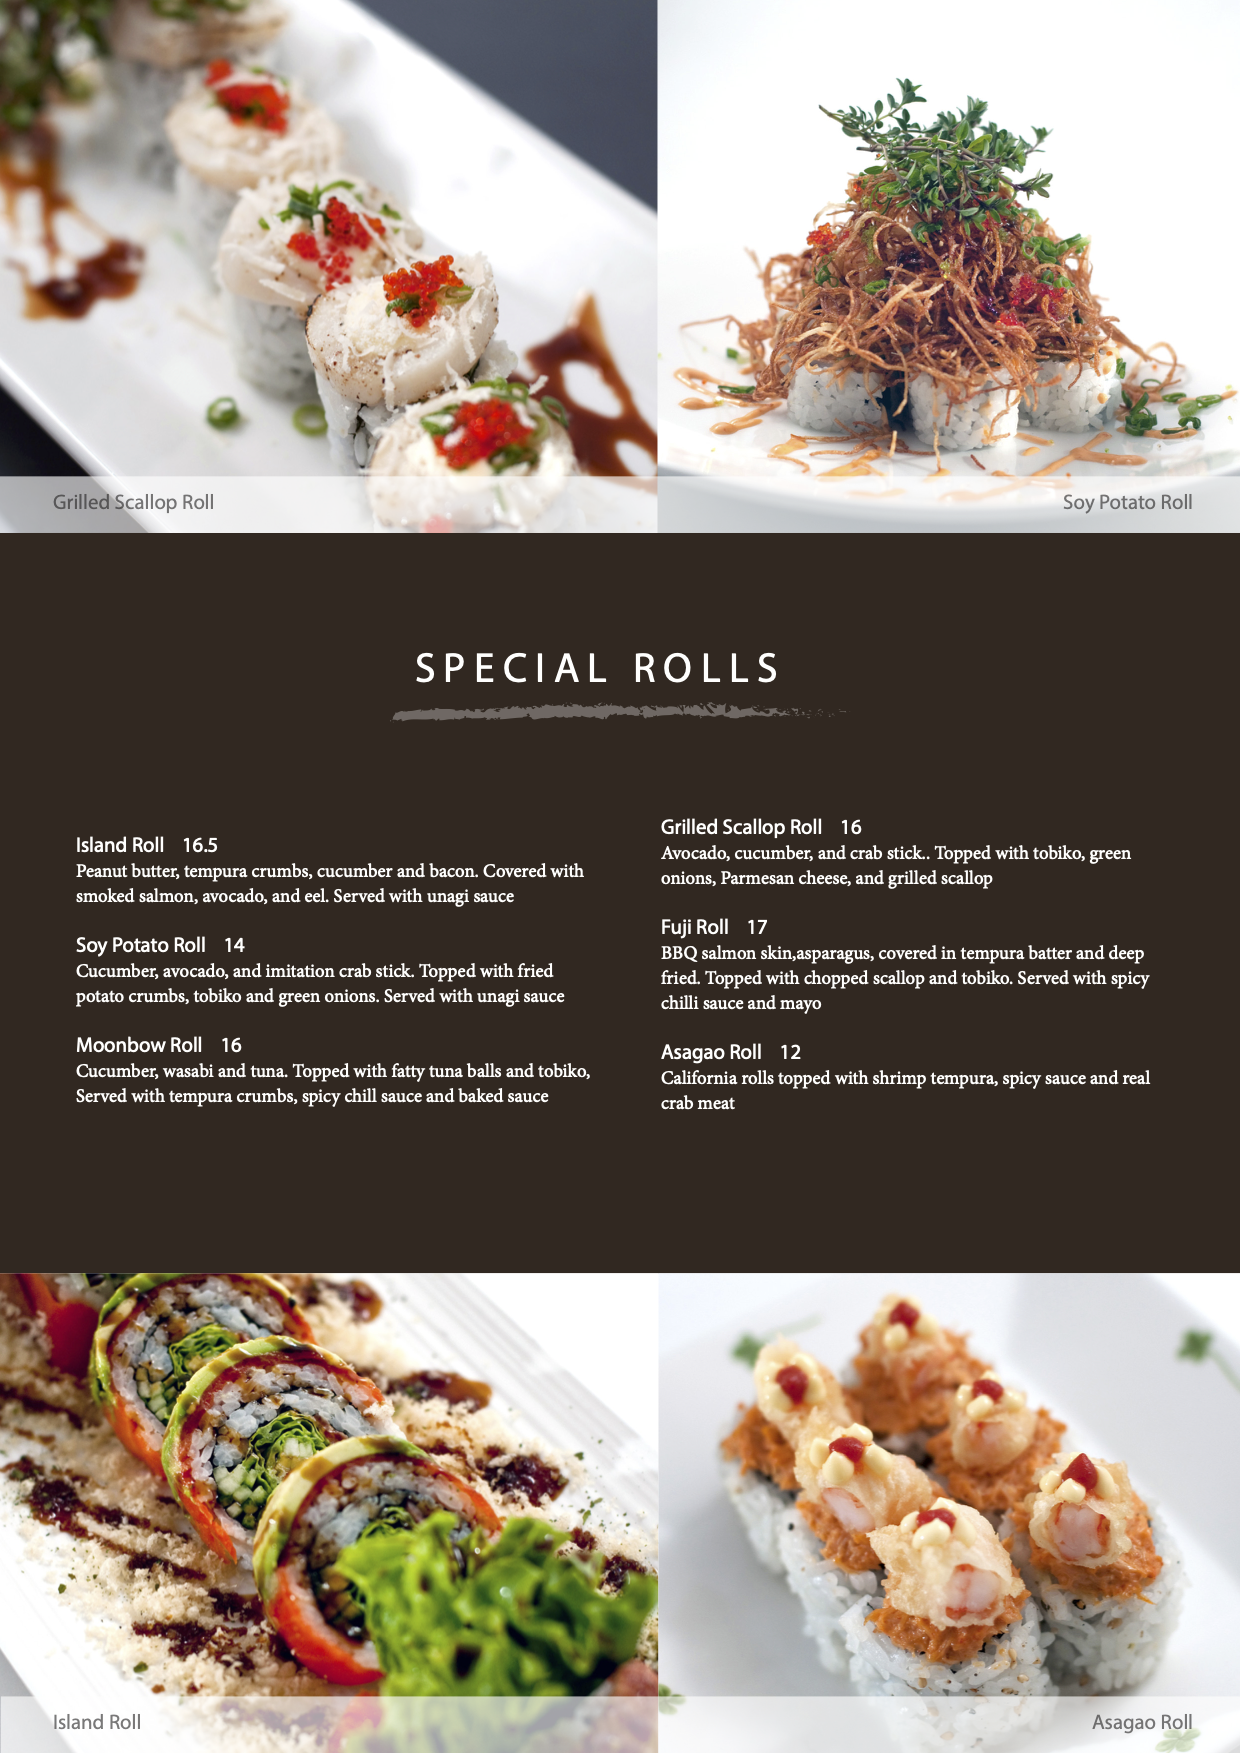 Grilled Scallop Roll
Soy Potato Roll
SPECIAL ROLLS
Island Roll 16.5
Peanut butter, tempura crumbs, cucumber and bacon. Covered with
smoked salmon, avocado, and eel. Served with unagi sauce
Soy Potato Roll 14
Cucumber, avocado, and imitation crab stick. Topped with fried
potato crumbs, tobiko and green onions. Served with unagi sauce
Moonbow Roll 16
Cucumber, wasabi and tuna. Topped with fatty tuna balls and tobiko,
Served with tempura crumbs, spicy chill sauce and baked sauce
Grilled Scallop Roll 16
Avocado, cucumber, and crab stick.. Topped with tobiko, green
onions, Parmesan cheese, and grilled scallop
Fuji Roll 17
BBQ salmon skin,asparagus, covered in tempura batter and deep
fried. Topped with chopped scallop and tobiko. Served with spicy
chilli sauce and mayo
Asagao Roll 12
California rolls topped with shrimp tempura, spicy sauce and real
crab meat
Island Roll
Asagao Roll